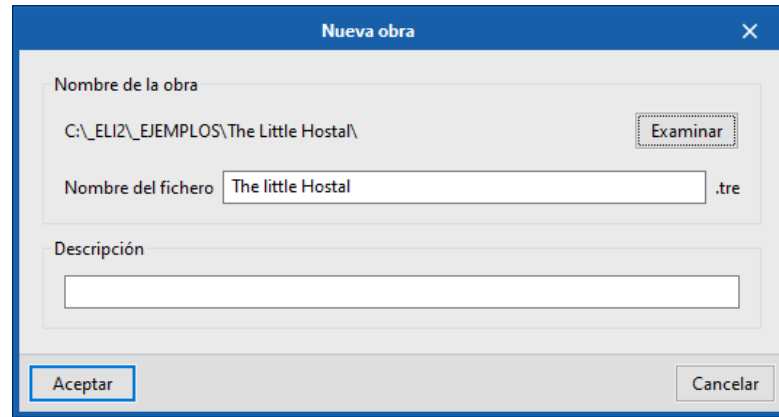 Nueva obra
Nombre de la obra
C:\_ELI2\_EJEMPLOS\The Little Hostal\ Examinar
Nombre del fichero The little Hostal .tre
Descripción
Aceptar Cancelar